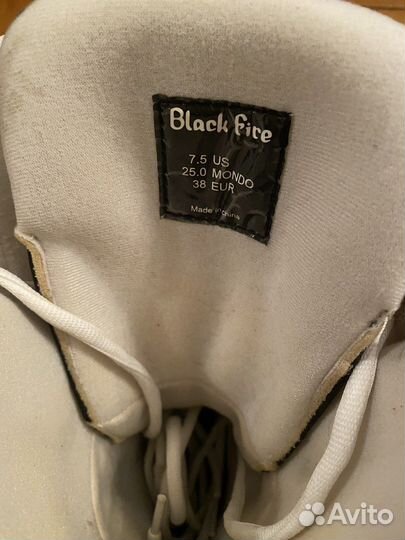 Black Fire
7.5 US
25.0 MONDO
38 EUR
Made in China
Avito